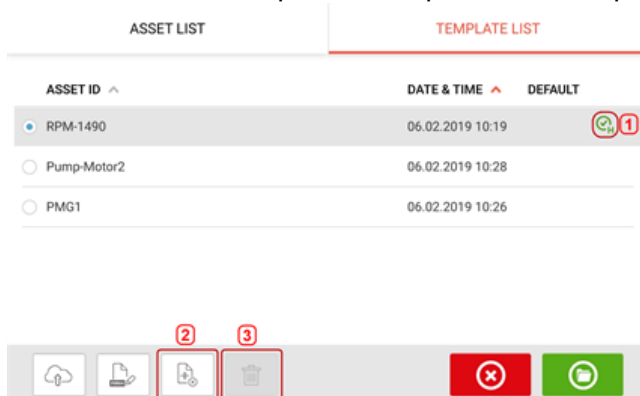 ASSET LIST TEMPLATE LIST
ASSET ID DATE & TIME DEFAULT
RPM-1490 06.02.2019 10:19 H 1
Pump-Motor2 06.02.2019 10:28
PMG1 06.02.2019 10:26
2 3